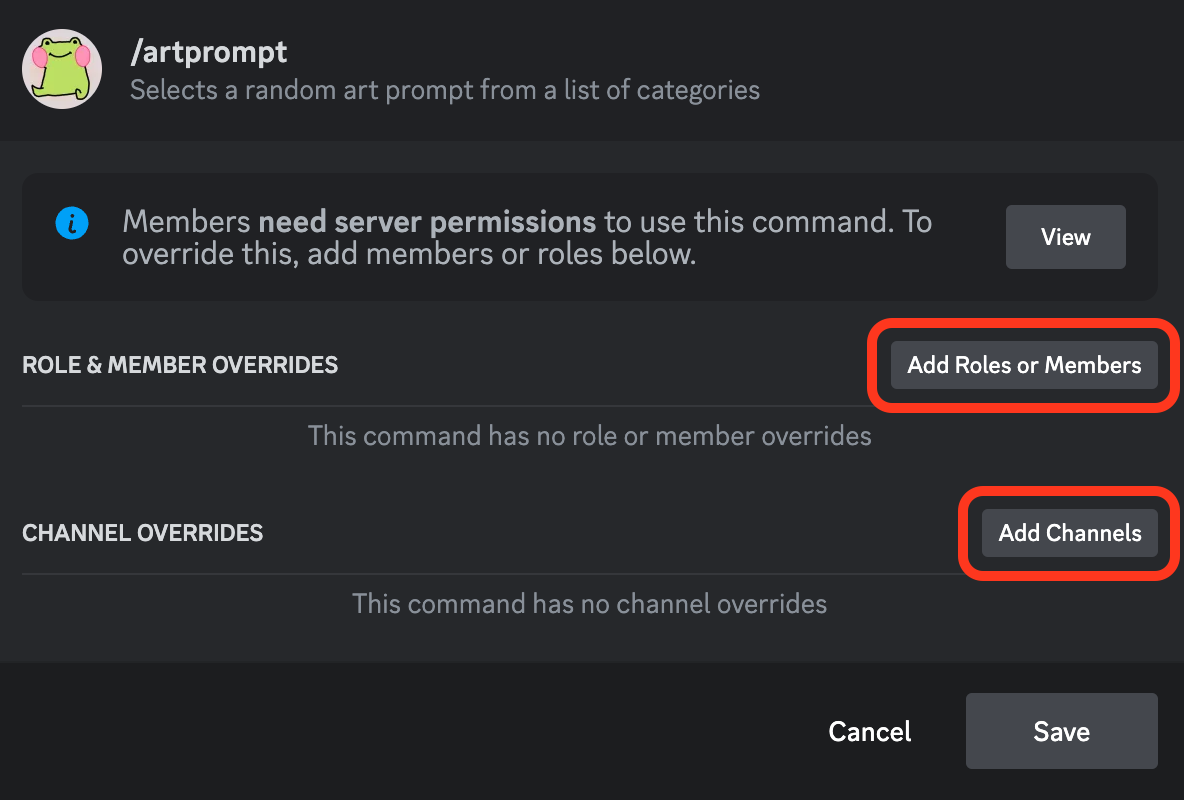 /artprompt
Selects a random art prompt from a list of categories
Members need server permissions to use this command. To
override this, add members or roles below.
View
ROLE & MEMBER OVERRIDES
Add Roles or Members
This command has no role or member overrides
CHANNEL OVERRIDES
Add Channels
This command has no channel overrides
Cancel
Save